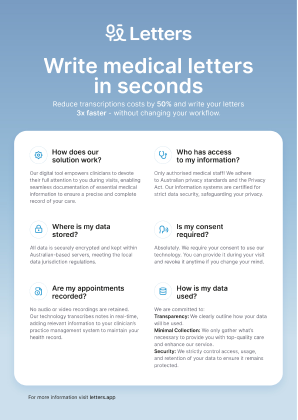 Letters
Write medical letters
in seconds
Reduce transcriptions costs by 50% and write your letters
3x faster - without changing your workflow.
How does our
solution work?
Our digital tool empowers clinicians to devote
their full attention to you during visits, enabling
seamless documentation of essential medical
information to ensure a precise and complete
record of your care.
Who has access
to my information?
Only authorised medical staff! We adhere
to Australian privacy standards and the Privacy
Act. Our information systems are certified for
strict data security, safeguarding your privacy.
Where is my data
stored?
All data is securely encrypted and kept within
Australian-based servers, meeting the local
data jurisdiction regulations.
Is my consent
required?
Absolutely. We require your consent to use our
technology. You can provide it during your visit
and revoke it anytime if you change your mind.
Are my appointments
recorded?
No audio or video recordings are retained.
Our technology transcribes notes in real-time,
adding relevant information to your clinician's
practice management system to maintain your
health record.
How is my data
used?
We are committed to:
Transparency: We clearly outline how your data
will be used.
Minimal Collection: We only gather what's
necessary to provide you with top-quality care
and enhance our service.
Security: We strictly control access, usage,
and retention of your data to ensure it remains
protected.
For more information visit letters.app